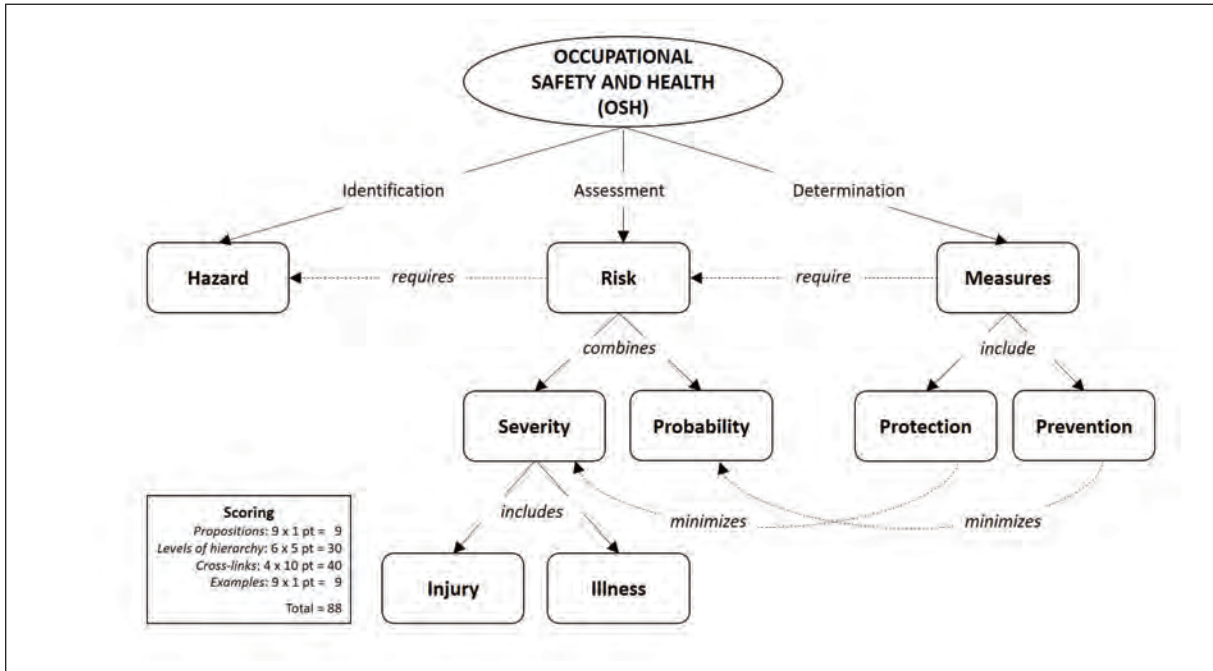 OCCUPATIONAL
SAFETY AND HEALTH
(OSH)
Identification
Assessment
Determination
Hazard
requires
Risk
require
Measures
combines
include
Severity
Probability
Protection
Prevention
includes
minimizes
minimizes
Injury
Illness
Scoring
Propositions: 9 x 1 pt = 9
Levels of hierarchy: 6 x 5 pt = 30
Cross-links: 4 x 10 pt = 40
Examples: 9 x 1 pt = 9
Total = 88